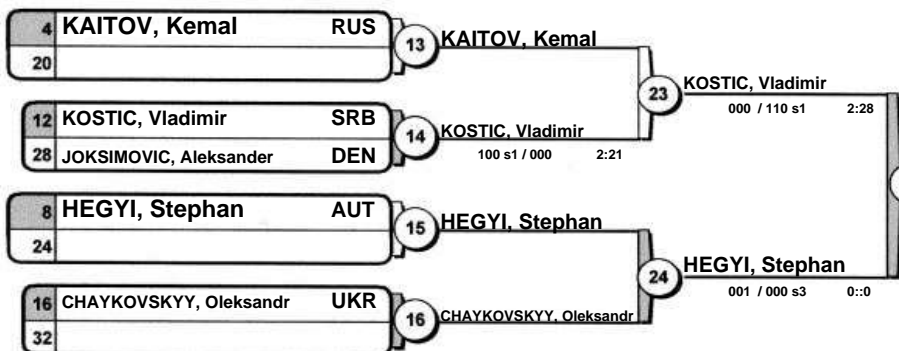 4 KAITOV, Kemal RUS
20
13 KAITOV, Kemal
12 KOSTIC, Vladimir SRB
28 JOKSIMOVIC, Aleksander DEN
14 KOSTIC, Vladimir
100 s1 / 000 2:21
23 KOSTIC, Vladimir
000 / 110 s1 2:28
8 HEGYI, Stephan AUT
24
15 HEGYI, Stephan
16 CHAYKOVSKYY, Oleksandr UKR
32
16 CHAYKOVSKYY, Oleksandr
24 HEGYI, Stephan
001 / 000 s3 0::0